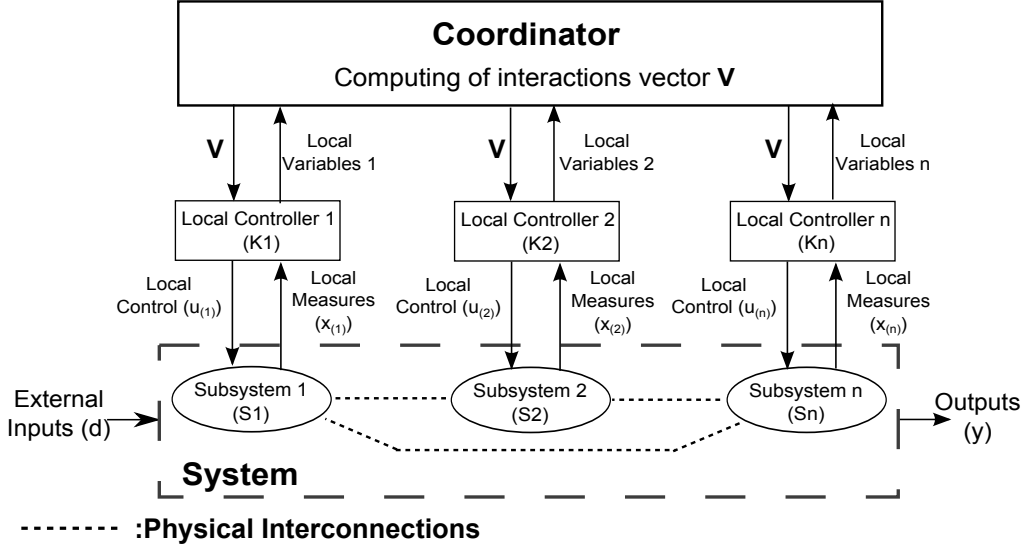 Coordinator
Computing of interactions vector V
V
Local
Variables 1
V
Local
Variables 2
V
Local
Variables n
Local Controller 1
(K1)
Local Controller 2
(K2)
Local Controller n
(Kn)
Local
Control (u(1))
Local
Measures
(x(1))
Local
Control (u(2))
Local
Measures
(x(2))
Local
Control (u(n))
Local
Measures
(x(n))
External
Inputs (d)
Subsystem 1
(S1)
Subsystem 2
(S2)
Subsystem n
(Sn)
Outputs
(y)
System
:Physical Interconnections